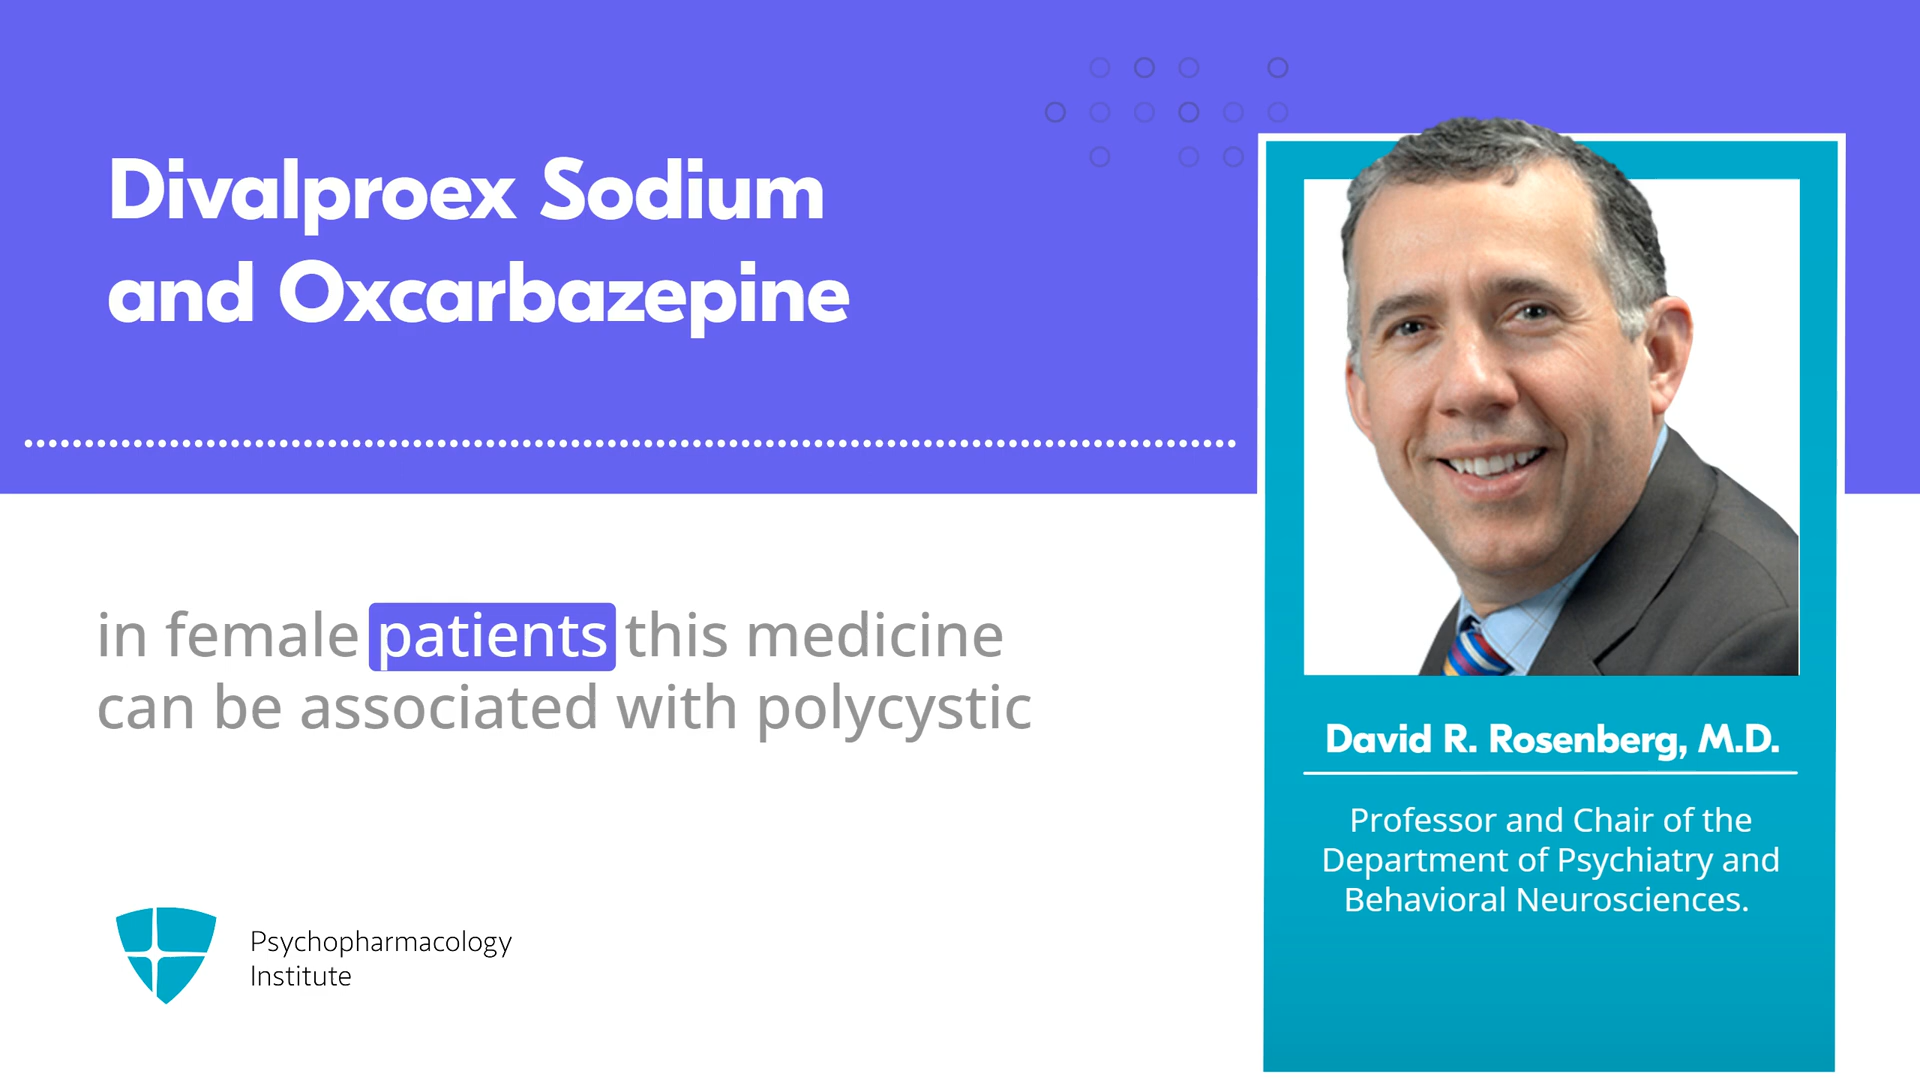 Divalproex Sodium
and Oxcarbazepine
in female patients this medicine
can be associated with polycystic
Psychopharmacology
Institute
David R. Rosenberg, M.D.
Professor and Chair of the
Department of Psychiatry and
Behavioral Neurosciences.